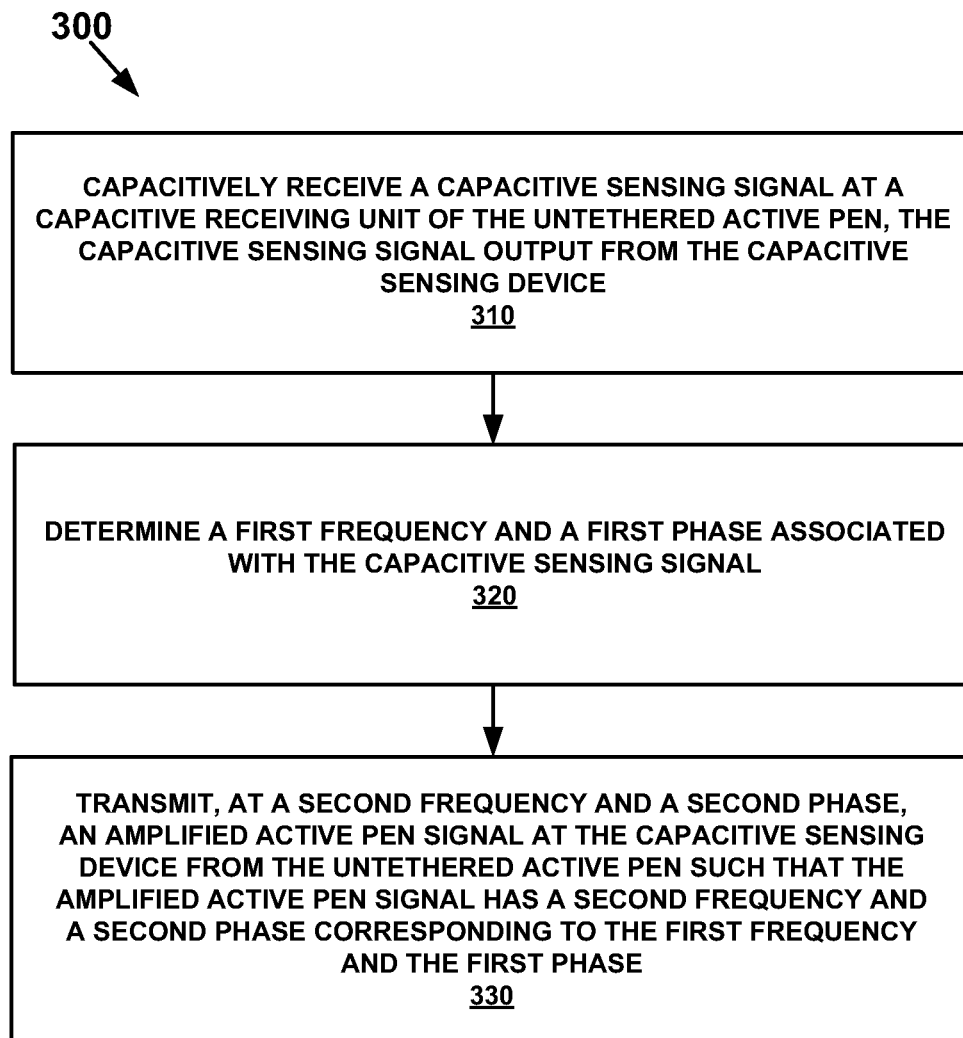 300
CAPACITIVELY RECEIVE A CAPACITIVE SENSING SIGNAL AT A
CAPACITIVE RECEIVING UNIT OF THE UNTETHERED ACTIVE PEN, THE
CAPACITIVE SENSING SIGNAL OUTPUT FROM THE CAPACITIVE
SENSING DEVICE
310
DETERMINE A FIRST FREQUENCY AND A FIRST PHASE ASSOCIATED
WITH THE CAPACITIVE SENSING SIGNAL
320
TRANSMIT, AT A SECOND FREQUENCY AND A SECOND PHASE,
AN AMPLIFIED ACTIVE PEN SIGNAL AT THE CAPACITIVE SENSING
DEVICE FROM THE UNTETHERED ACTIVE PEN SUCH THAT THE
AMPLIFIED ACTIVE PEN SIGNAL HAS A SECOND FREQUENCY AND
A SECOND PHASE CORRESPONDING TO THE FIRST FREQUENCY
AND THE FIRST PHASE
330